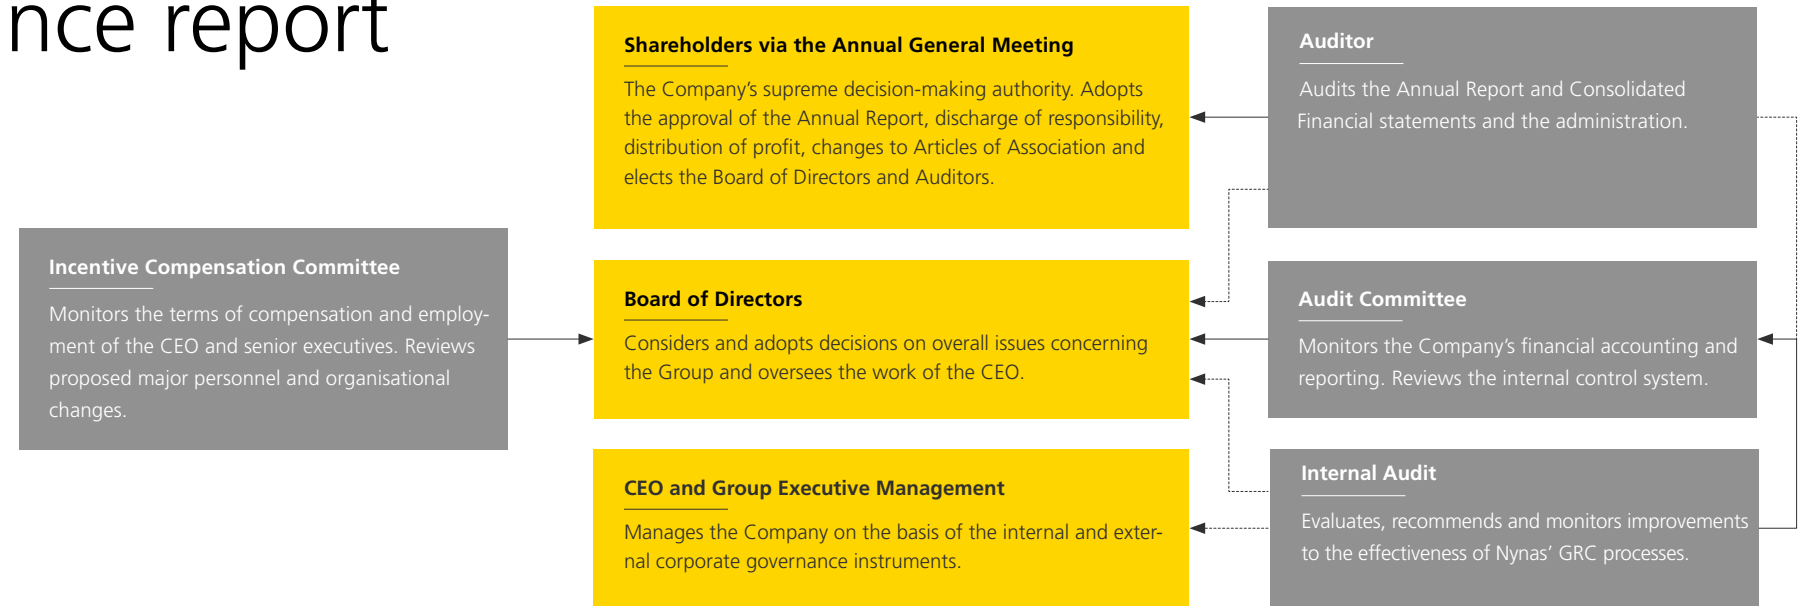 nce report
Shareholders via the Annual General Meeting
The Company’s supreme decision-making authority. Adopts
the approval of the Annual Report, discharge of responsibility,
distribution of profit, changes to Articles of Association and
elects the Board of Directors and Auditors.
Auditor
Audits the Annual Report and Consolidated
Financial statements and the administration.
Incentive Compensation Committee
Monitors the terms of compensation and employ-
ment of the CEO and senior executives. Reviews
proposed major personnel and organisational
changes.
Board of Directors
Considers and adopts decisions on overall issues concerning
the Group and oversees the work of the CEO.
Audit Committee
Monitors the Company’s financial accounting and
reporting. Reviews the internal control system.
CEO and Group Executive Management
Manages the Company on the basis of the internal and exter-
nal corporate governance instruments.
Internal Audit
Evaluates, recommends and monitors improvements
to the effectiveness of Nynas’ GRC processes.